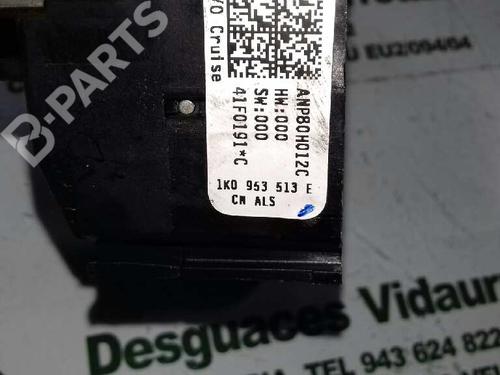 W/O Cruise
ANP80H012C
HW:000
SW:000
41F0191*C
1K0 953 513 E
CM ALS
EU2/094/04
Desguaces Vidaur
TEL. 943 624 822
B-PARTS